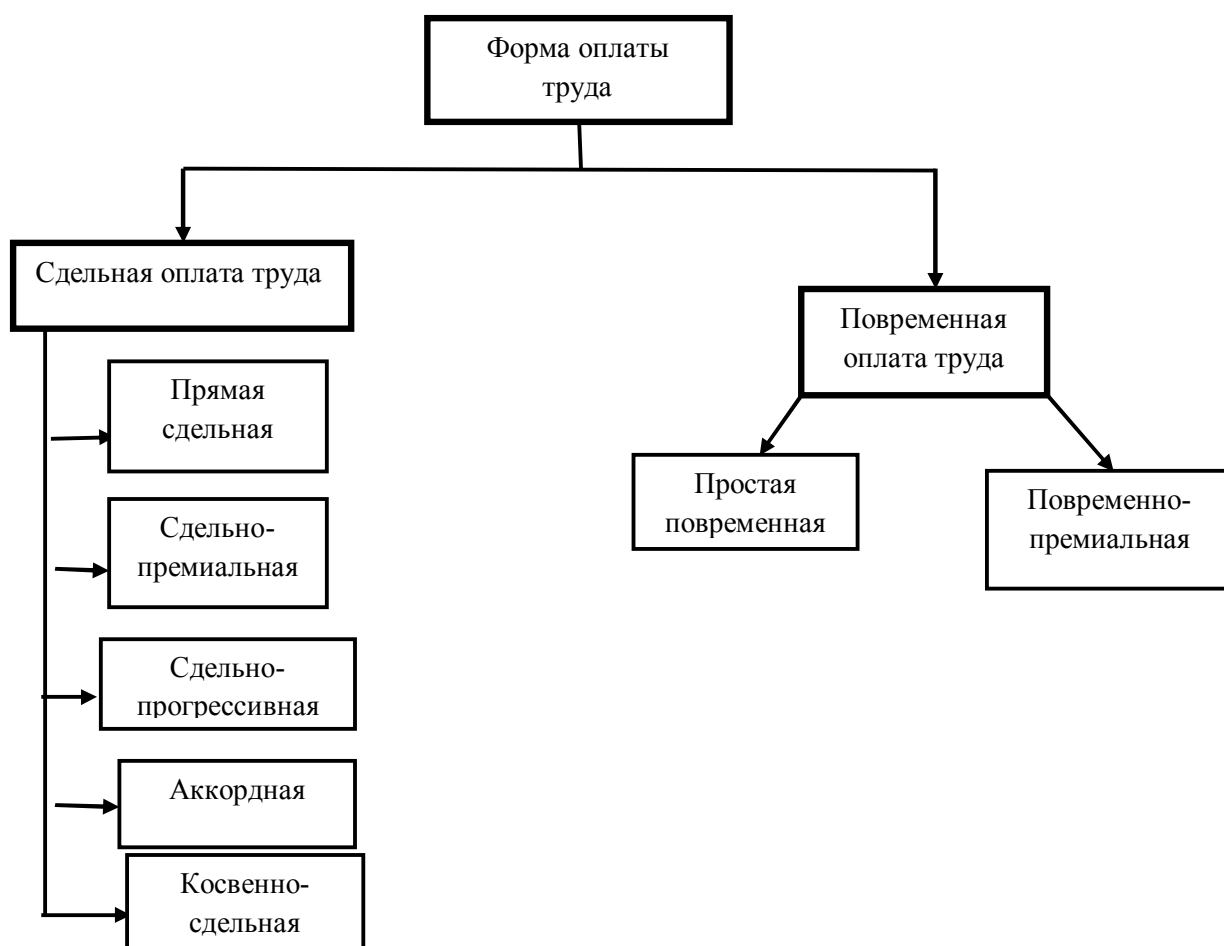 Форма оплаты
труда
Сдельная оплата труда
Повременная
оплата труда
Прямая
сдельная
Сдельно-
премиальная
Сдельно-
прогрессивная
Аккордная
Косвенно-
сдельная
Простая
повременная
Повременно-
премиальная